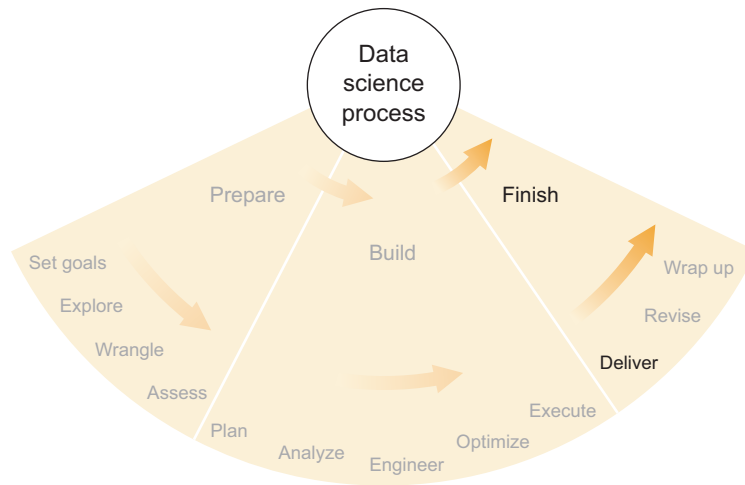 Data
science
process
Prepare
Finish
Build
Set goals
Explore
Wrangle
Assess
Plan
Analyze
Engineer
Optimize
Execute
Deliver
Revise
Wrap up